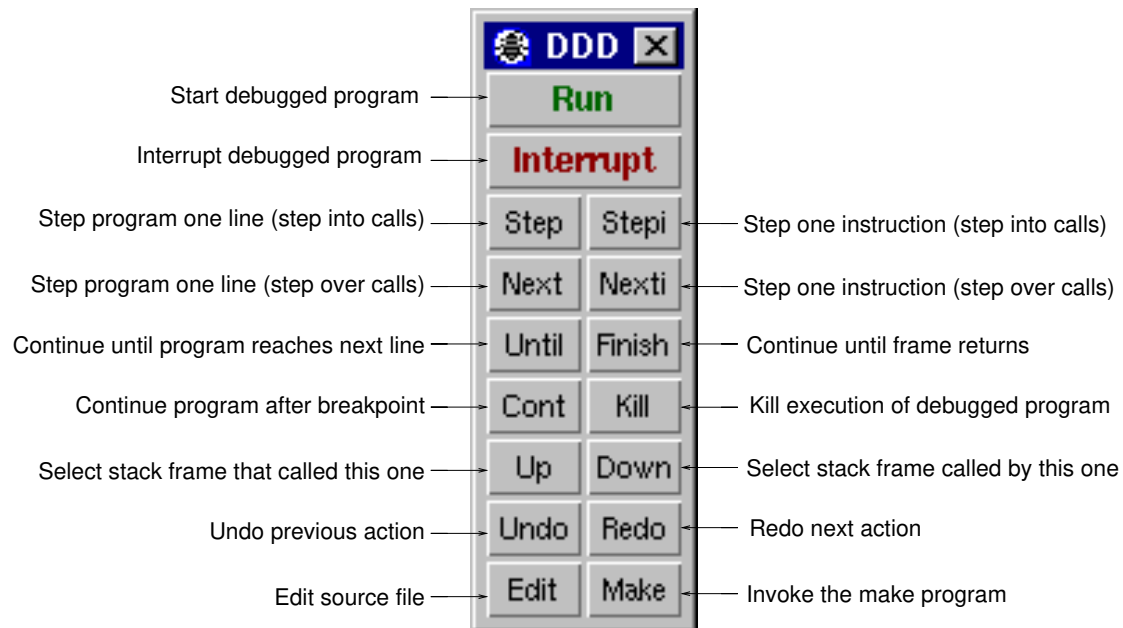 DDD
Start debugged program Run
Interrupt debugged program Interrupt
Step program one line (step into calls) Step Stepi Step one instruction (step into calls)
Step program one line (step over calls) Next Nexti Step one instruction (step over calls)
Continue until program reaches next line Until Finish Continue until frame returns
Continue program after breakpoint Cont Kill Kill execution of debugged program
Select stack frame that called this one Up Down Select stack frame called by this one
Undo previous action Undo Redo Redo next action
Edit source file Edit Make Invoke the make program